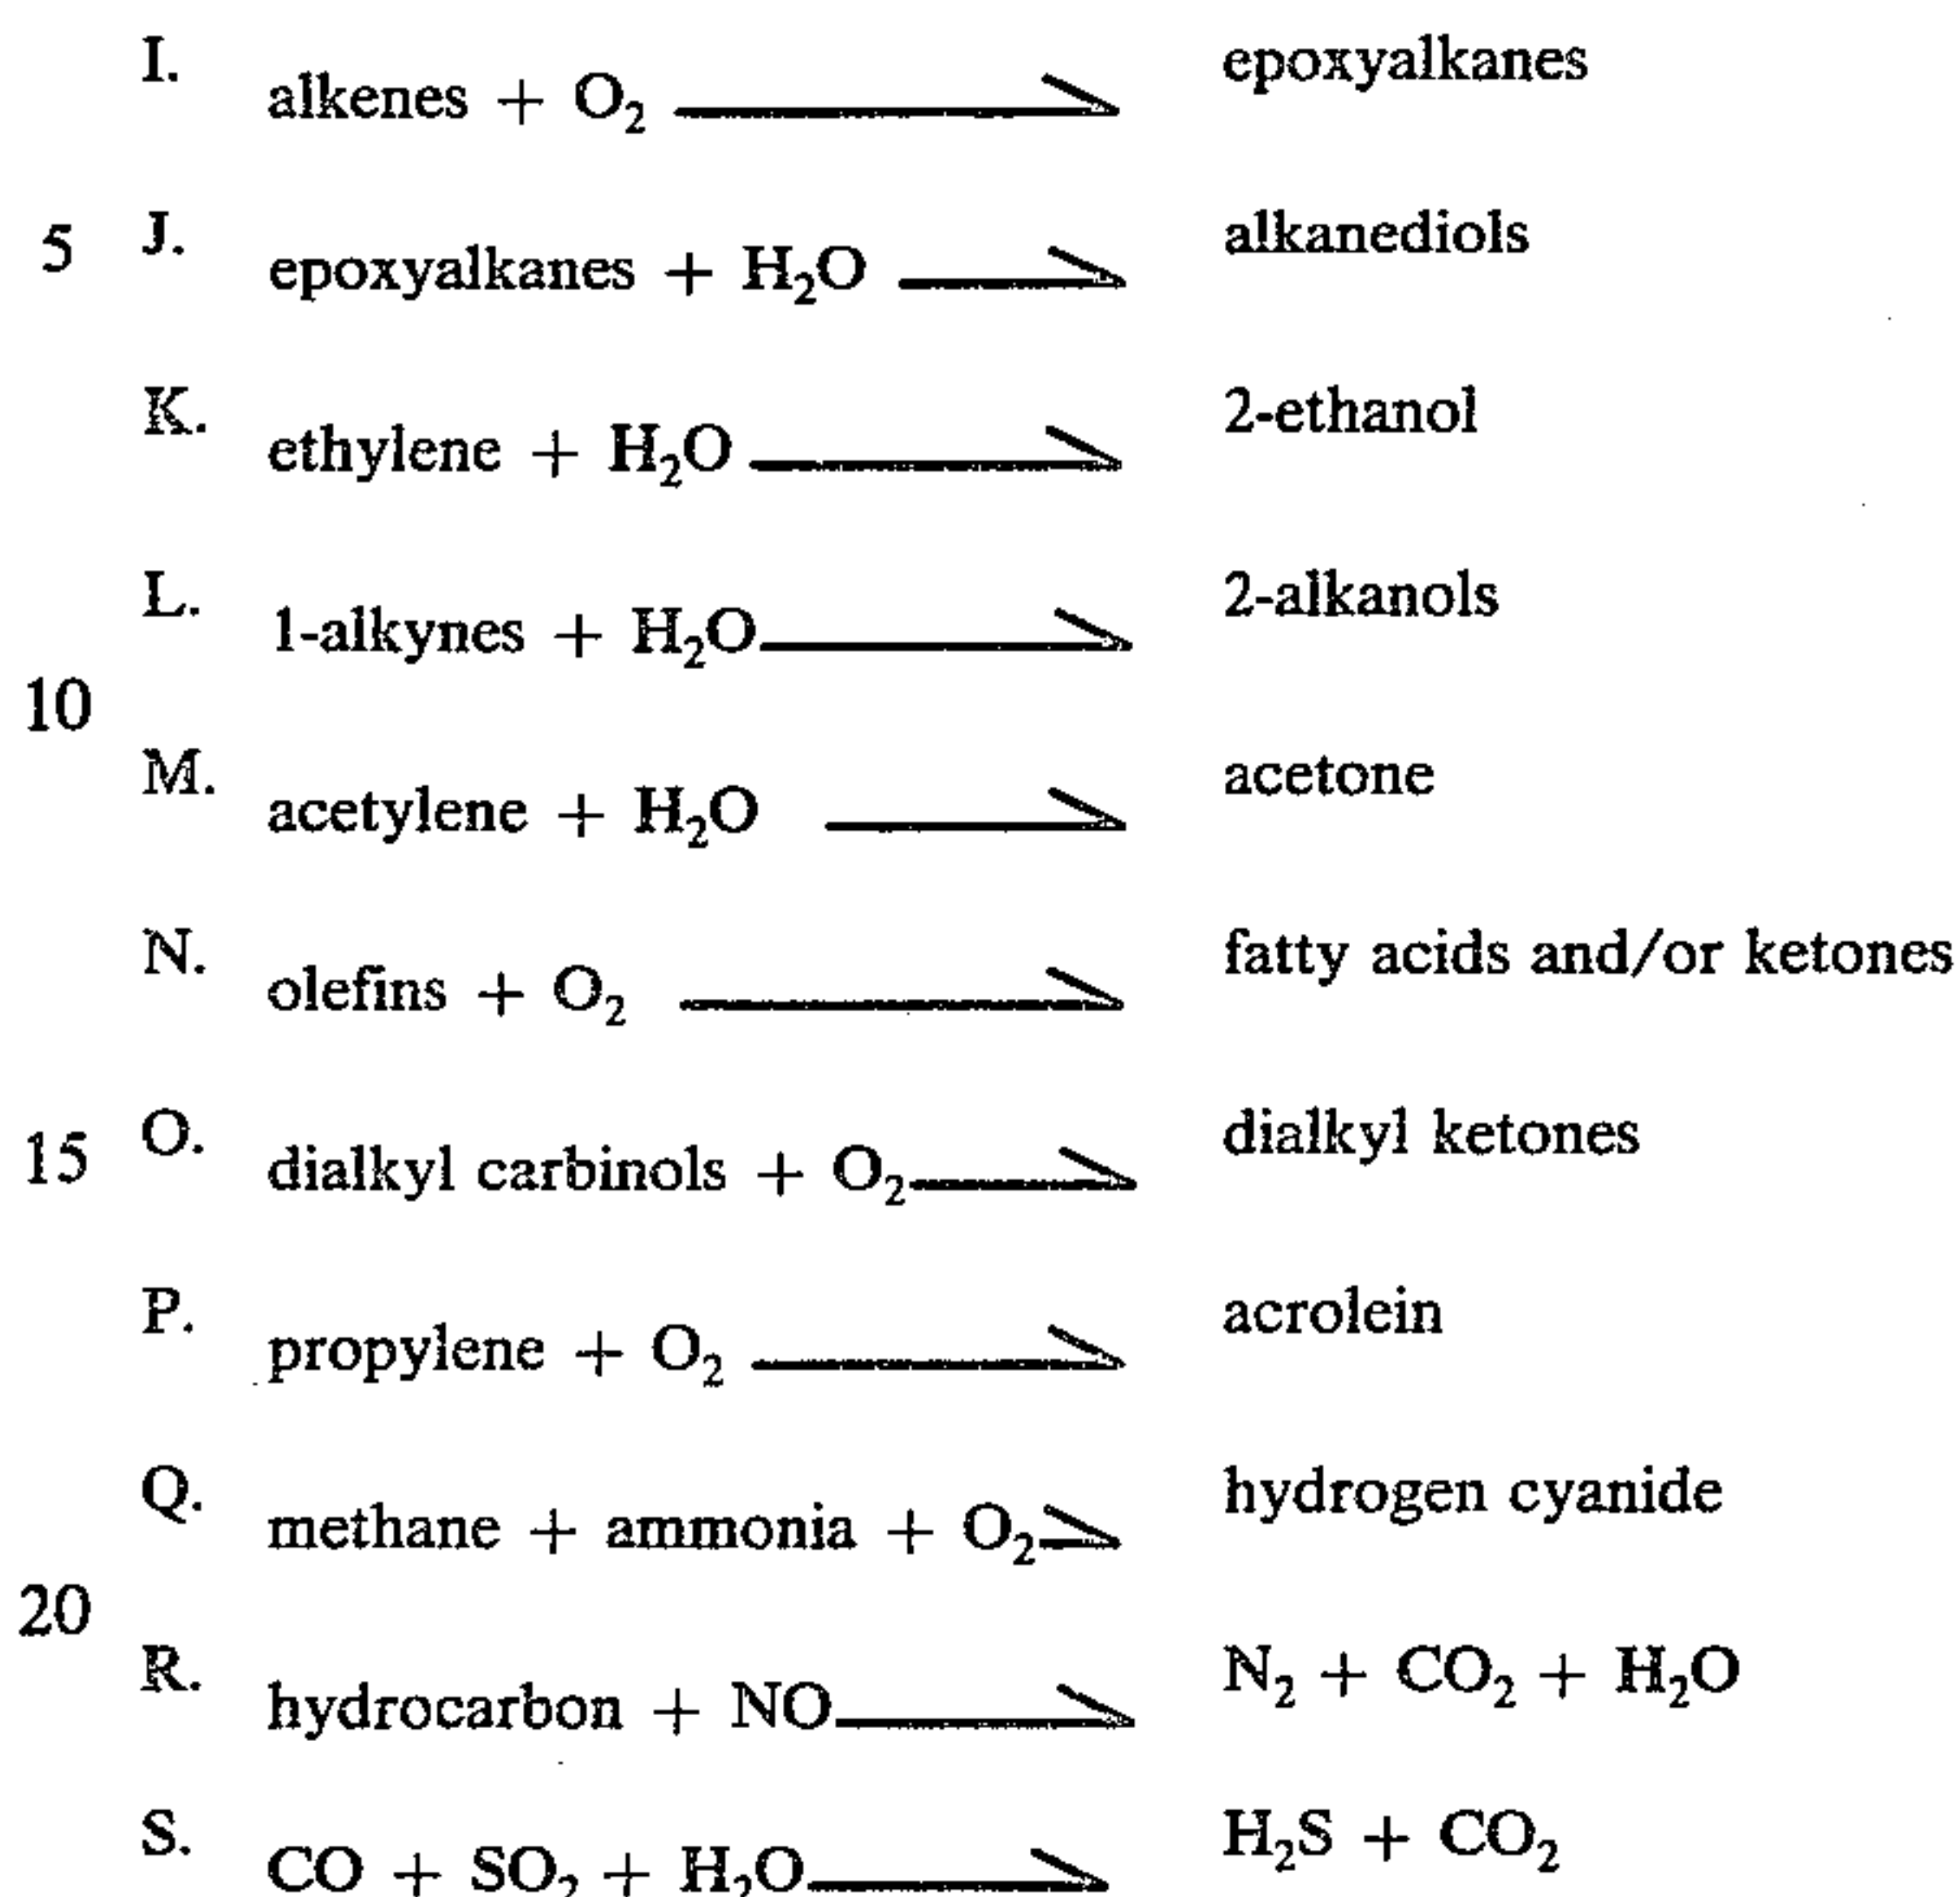 I. alkenes + O₂ ⇀ epoxyalkanes
5 J. epoxyalkanes + H₂O ⇀ alkanediols
K. ethylene + H₂O ⇀ 2-ethanol
L. 1-alkynes + H₂O ⇀ 2-alkanols
10
M. acetylene + H₂O ⇀ acetone
N. olefins + O₂ ⇀ fatty acids and/or ketones
15 O. dialkyl carbinols + O₂ ⇀ dialkyl ketones
P. propylene + O₂ ⇀ acrolein
Q. methane + ammonia + O₂ ⇀ hydrogen cyanide
20
R. hydrocarbon + NO ⇀ N₂ + CO₂ + H₂O
S. CO + SO₂ + H₂O ⇀ H₂S + CO₂